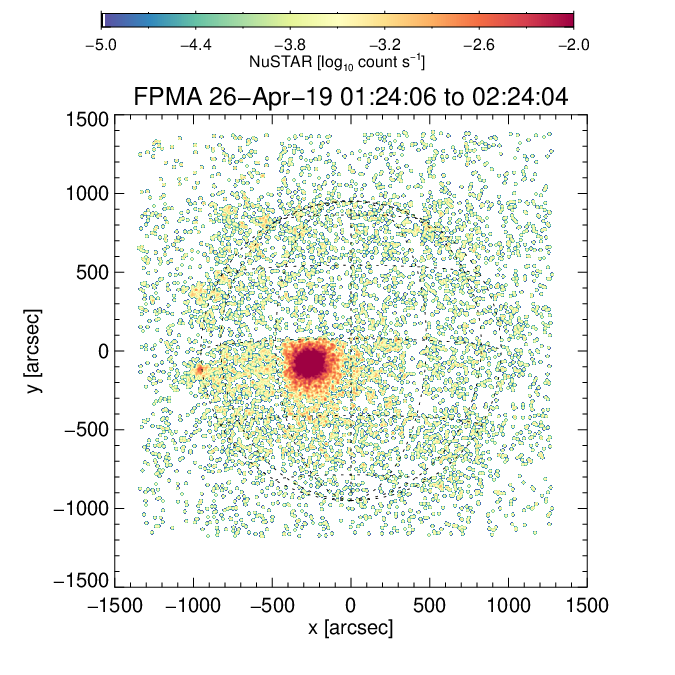 −5.0 −4.4 −3.8 −3.2 −2.6 −2.0
NuSTAR [log₁₀ count s⁻¹]
FPMA 26−Apr−19 01:24:06 to 02:24:04
1500
1000
500
0
−500
−1000
−1500
y [arcsec]
−1500 −1000 −500 0 500 1000 1500
x [arcsec]